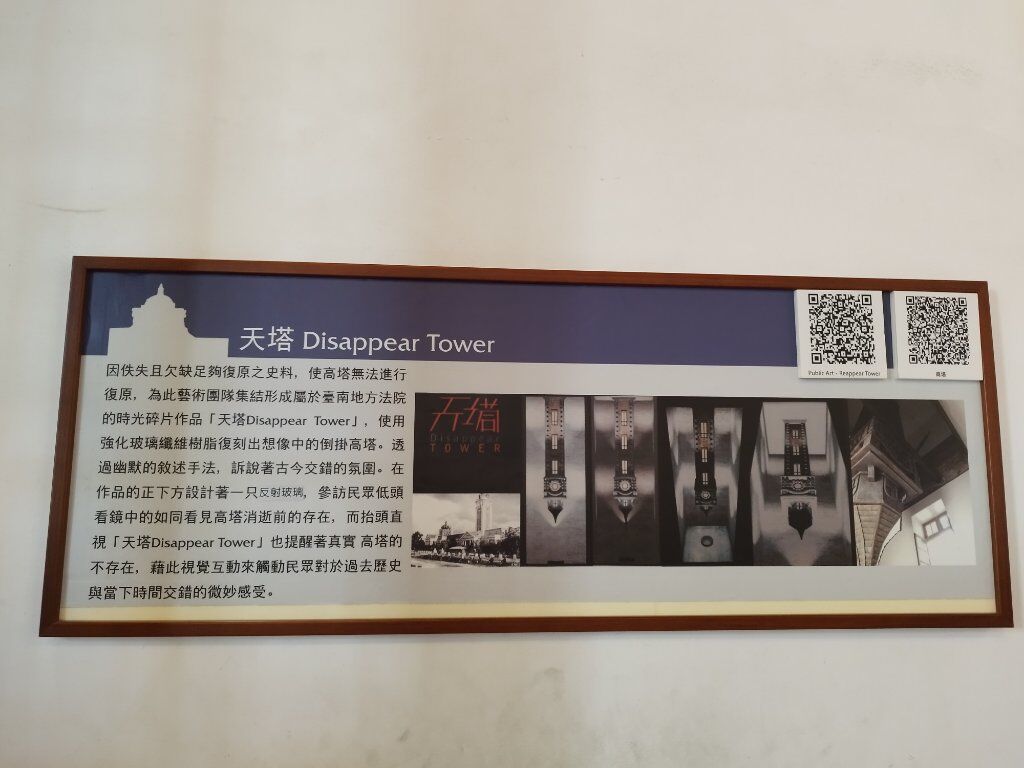 天塔 Disappear Tower
因佚失且欠缺足夠復原之史料，使高塔無法進行
復原，為此藝術團隊集結形成屬於臺南地方法院
的時光碎片作品「天塔Disappear Tower」，使用
強化玻璃纖維樹脂復刻出想像中的倒掛高塔。透
過幽默的敘述手法，訴說著古今交錯的氛圍。在
作品的正下方設計著一只反射玻璃，參訪民眾低頭
看鏡中的如同看見高塔消逝前的存在，而抬頭直
視「天塔Disappear Tower」也提醒著真實 高塔的
不存在，藉此視覺互動來觸動民眾對於過去歷史
與當下時間交錯的微妙感受。
天塔
Disappear
TOWER
Public Art - Reappear Tower
高塔